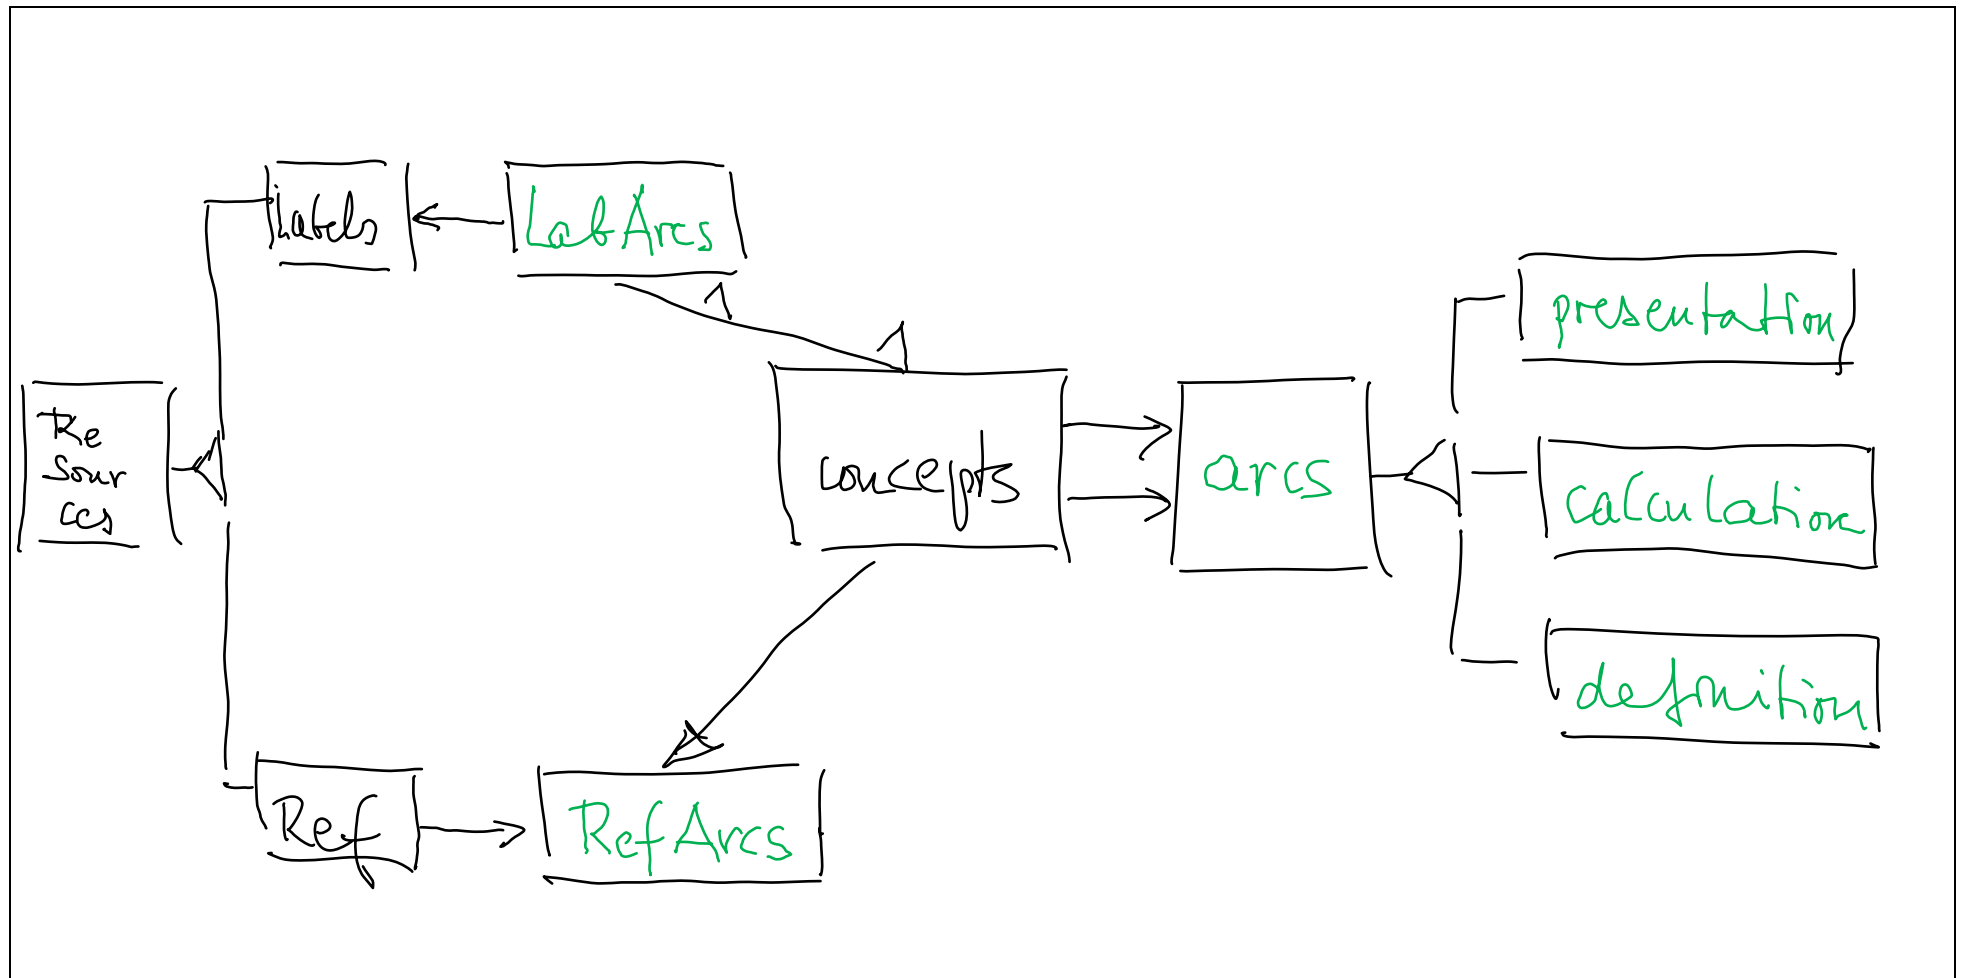 Labels
LabArcs
presentation
Re
sour
ces
concepts
arcs
calculation
definition
Ref
RefArcs